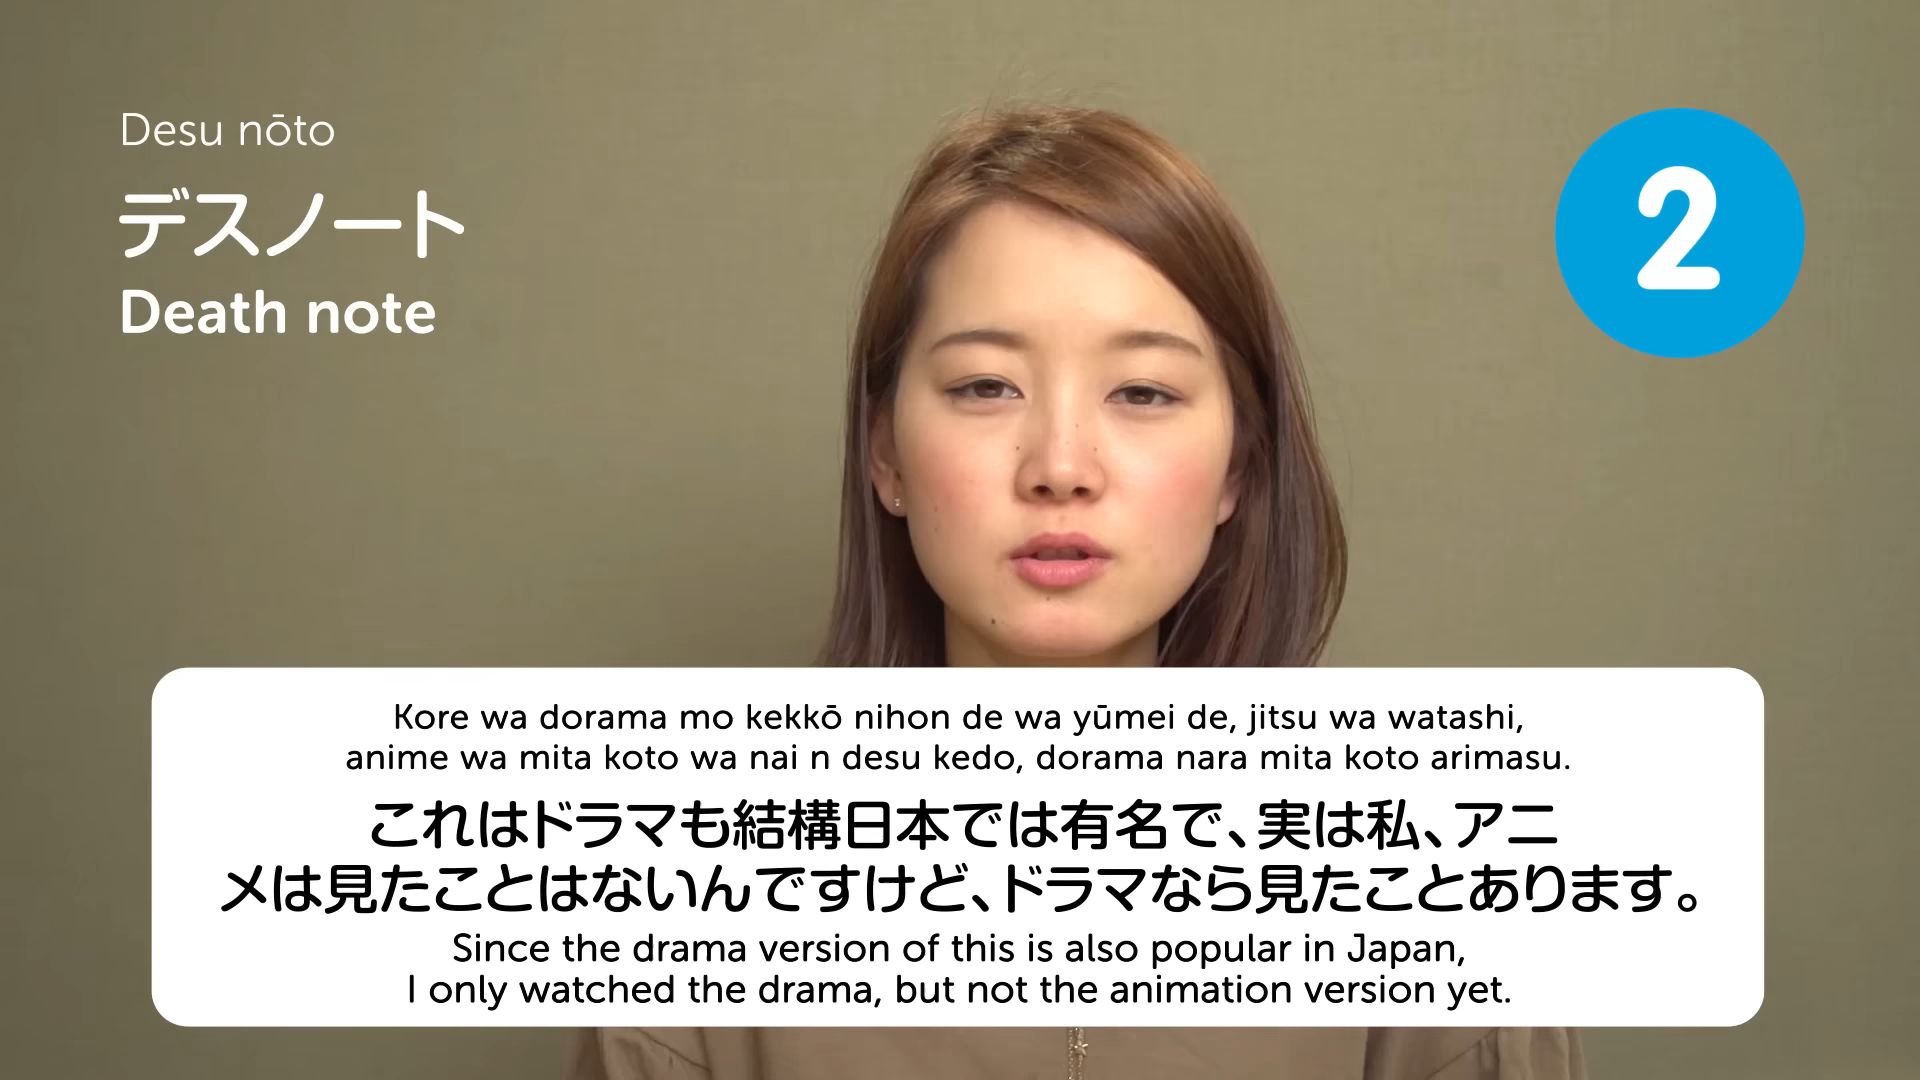 Desu nōto
デスノート
Death note
2
Kore wa dorama mo kekkō nihon de wa yūmei de, jitsu wa watashi,
anime wa mita koto wa nai n desu kedo, dorama nara mita koto arimasu.
これはドラマも結構日本では有名で、実は私、アニ
メは見たことはないんですけど、ドラマなら見たことあります。
Since the drama version of this is also popular in Japan,
I only watched the drama, but not the animation version yet.